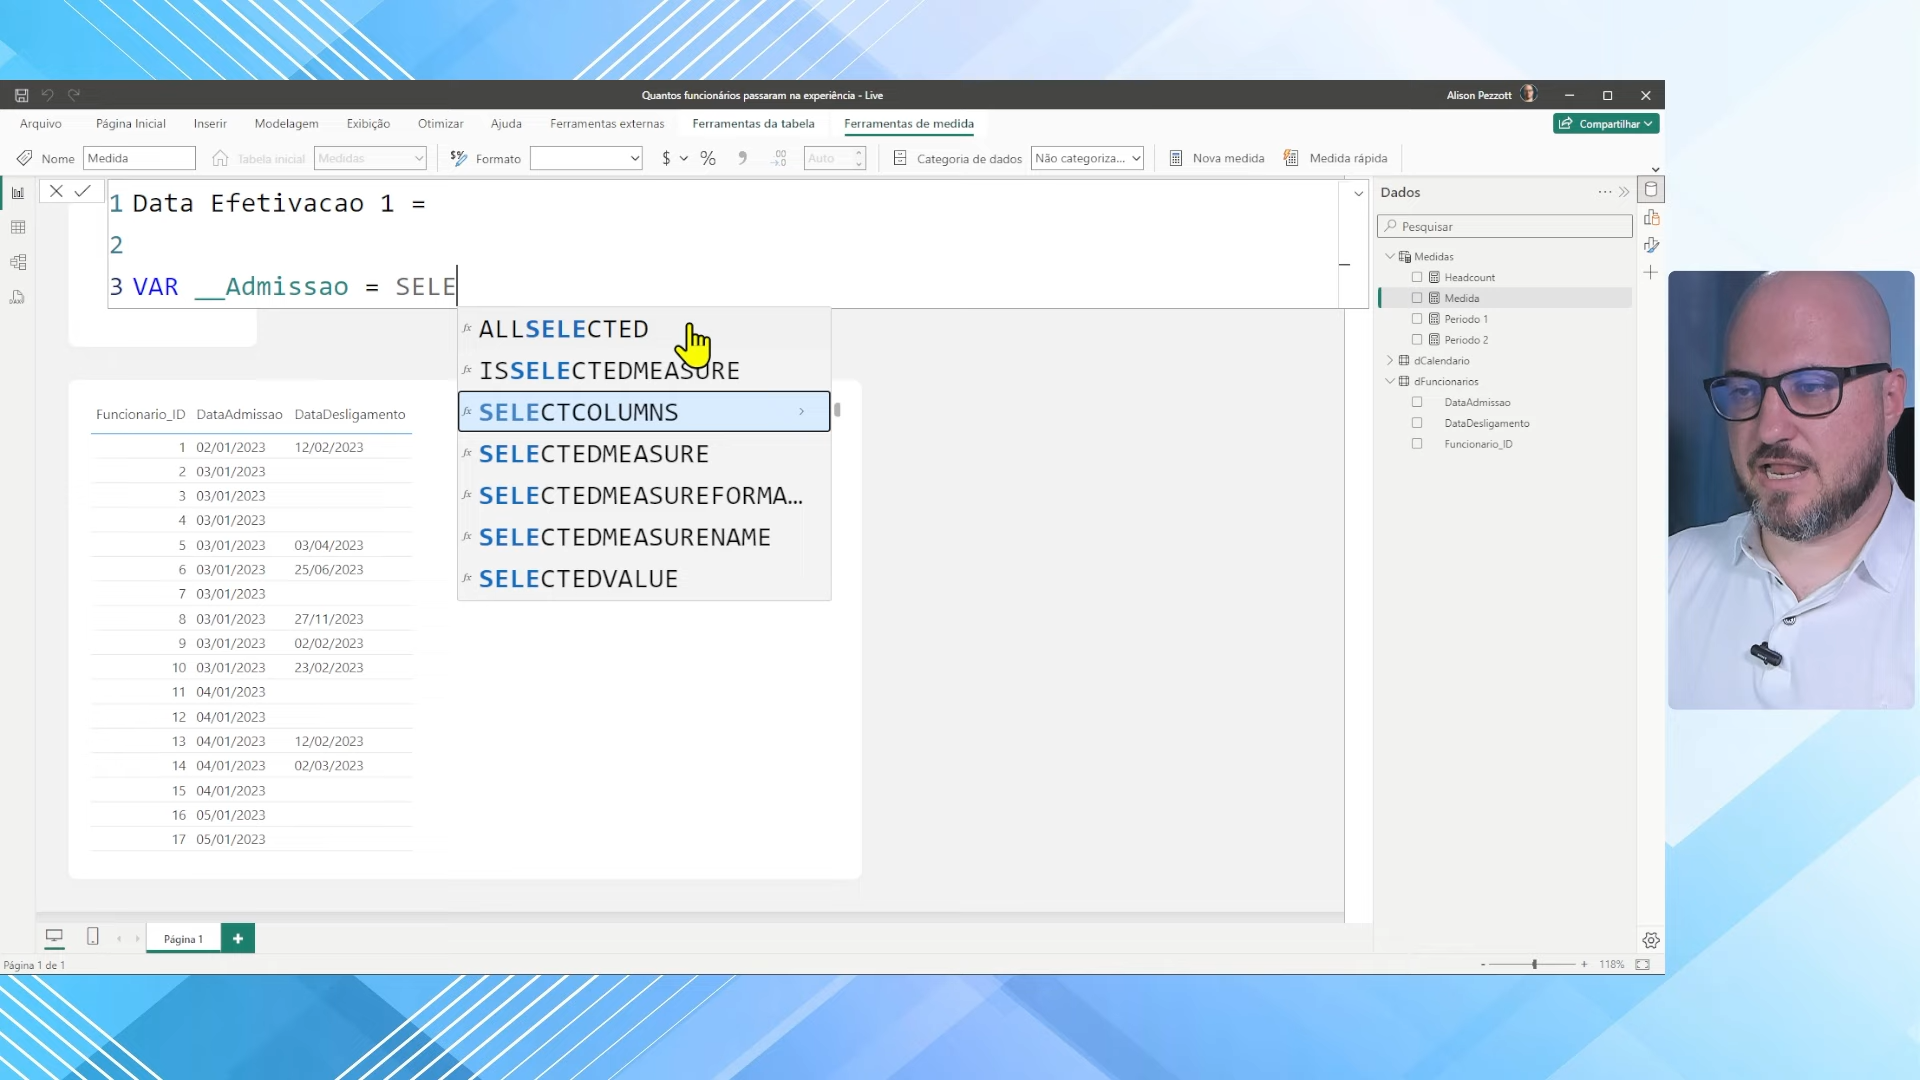 Quantos funcionários passaram na experiência - Live
Alison Pezzott
Arquivo
Página Inicial
Inserir
Modelagem
Exibição
Otimizar
Ajuda
Ferramentas externas
Ferramentas da tabela
Ferramentas de medida
Compartilhar
Nome
Medida
Tabela inicial
Medidas
Formato
$
%
Auto
Categoria de dados
Não categoriza...
Nova medida
Medida rápida
1 Data Efetivacao 1 =
2
3 VAR __Admissao = SELE
ALLSELECTED
ISSELECTEDMEASURE
SELECTCOLUMNS
SELECTEDMEASURE
SELECTEDMEASUREFORMA...
SELECTEDMEASURENAME
SELECTEDVALUE
Funcionario_ID DataAdmissao DataDesligamento
1 02/01/2023 12/02/2023
2 03/01/2023
3 03/01/2023
4 03/01/2023
5 03/01/2023 03/04/2023
6 03/01/2023 25/06/2023
7 03/01/2023
8 03/01/2023 27/11/2023
9 03/01/2023 02/02/2023
10 03/01/2023 23/02/2023
11 04/01/2023
12 04/01/2023
13 04/01/2023 12/02/2023
14 04/01/2023 02/03/2023
15 04/01/2023
16 05/01/2023
17 05/01/2023
Dados
Pesquisar
Medidas
Headcount
Medida
Periodo 1
Periodo 2
dCalendario
dFuncionarios
DataAdmissao
DataDesligamento
Funcionario_ID
Página 1
Página 1 de 1
118%